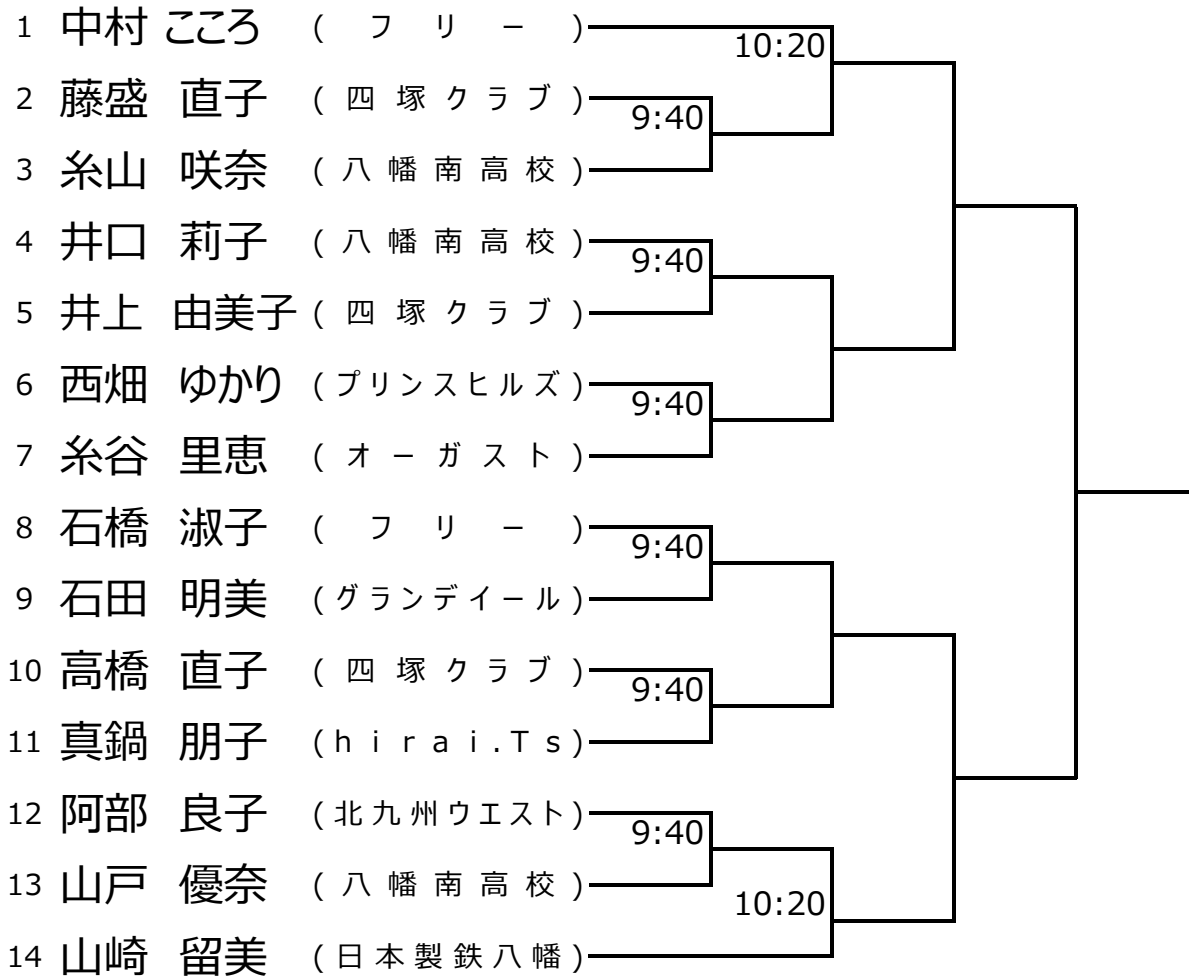 1 中村 こころ (フリー)
10:20
2 藤盛 直子 (四塚クラブ)
9:40
3 糸山 咲奈 (八幡南高校)
4 井口 莉子 (八幡南高校)
9:40
5 井上 由美子 (四塚クラブ)
6 西畑 ゆかり (プリンスヒルズ)
9:40
7 糸谷 里恵 (オーガスト)
8 石橋 淑子 (フリー)
9:40
9 石田 明美 (グランデイール)
10 高橋 直子 (四塚クラブ)
9:40
11 真鍋 朋子 (hirai.Ts)
12 阿部 良子 (北九州ウエスト)
9:40
13 山戸 優奈 (八幡南高校)
10:20
14 山崎 留美 (日本製鉄八幡)